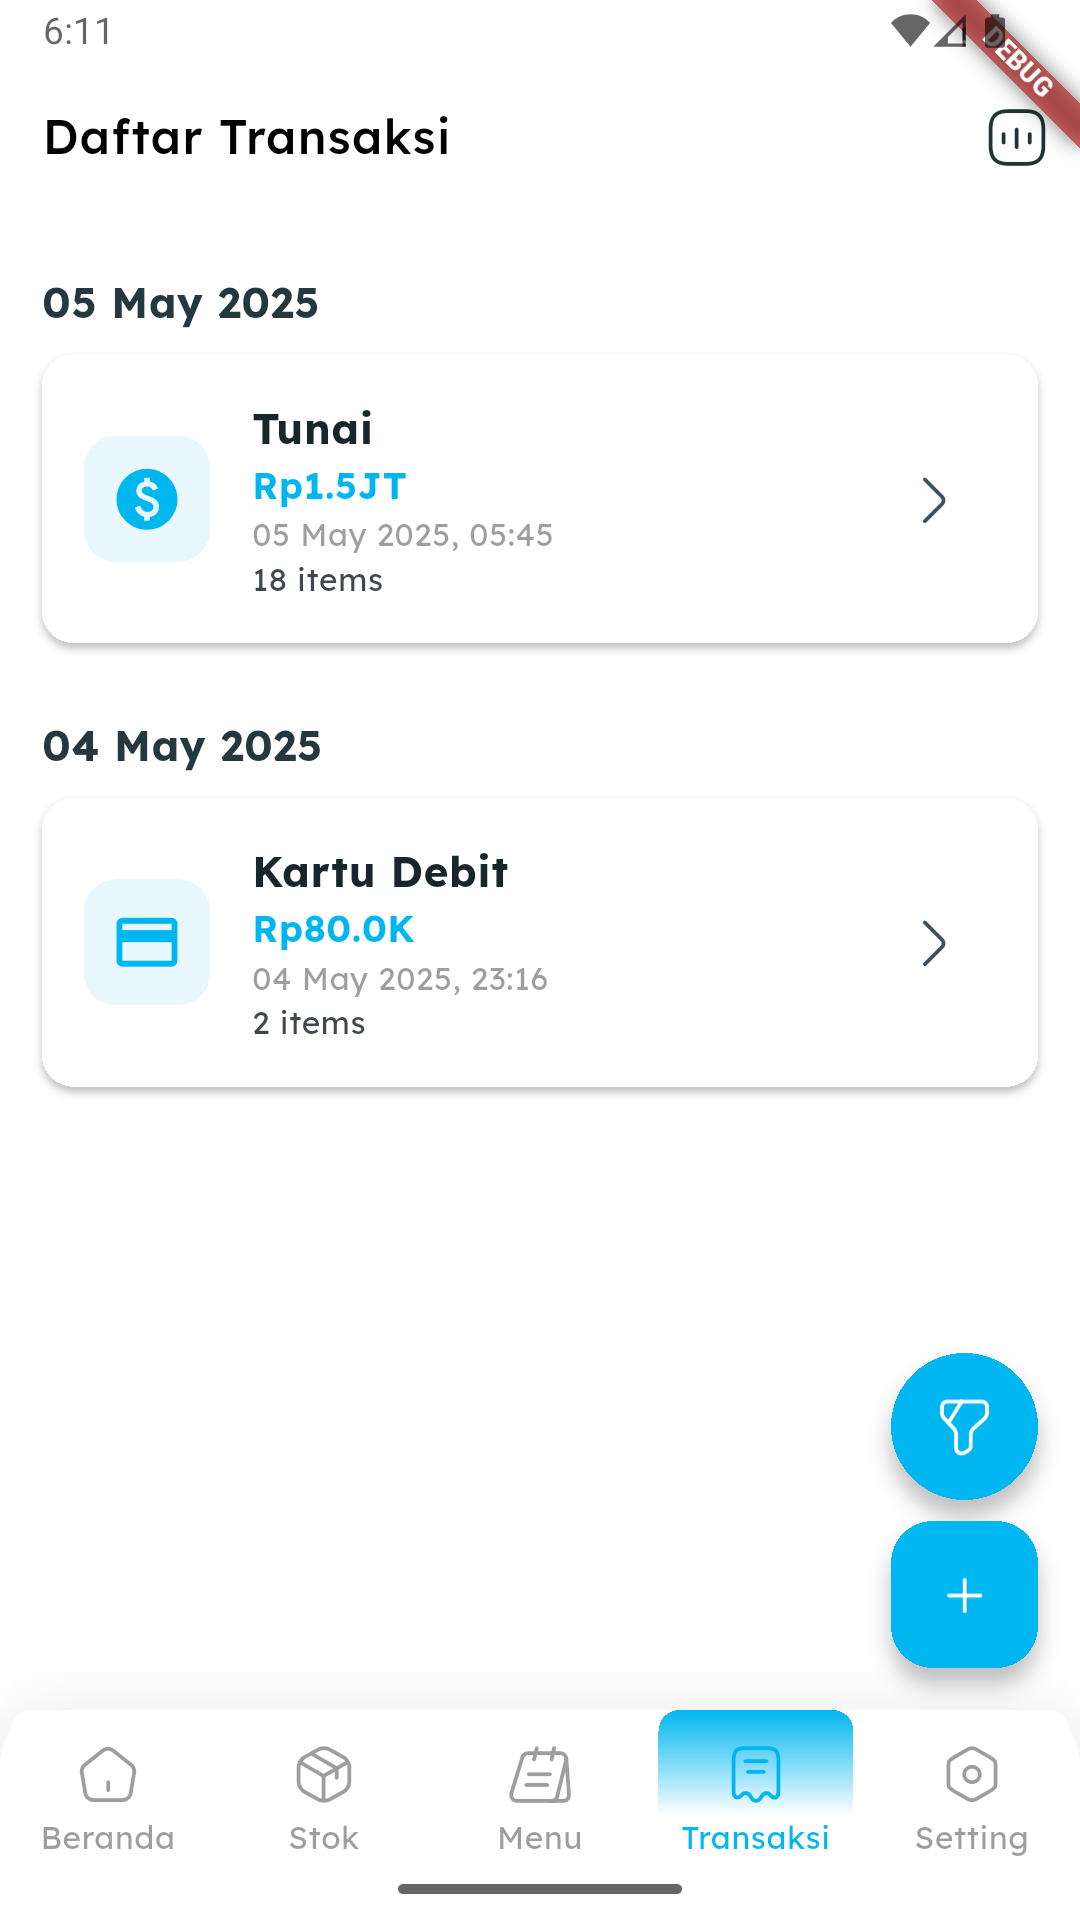 6:11
DEBUG
Daftar Transaksi
05 May 2025
Tunai
Rp1.5JT
05 May 2025, 05:45
18 items
04 May 2025
Kartu Debit
Rp80.0K
04 May 2025, 23:16
2 items
Beranda
Stok
Menu
Transaksi
Setting